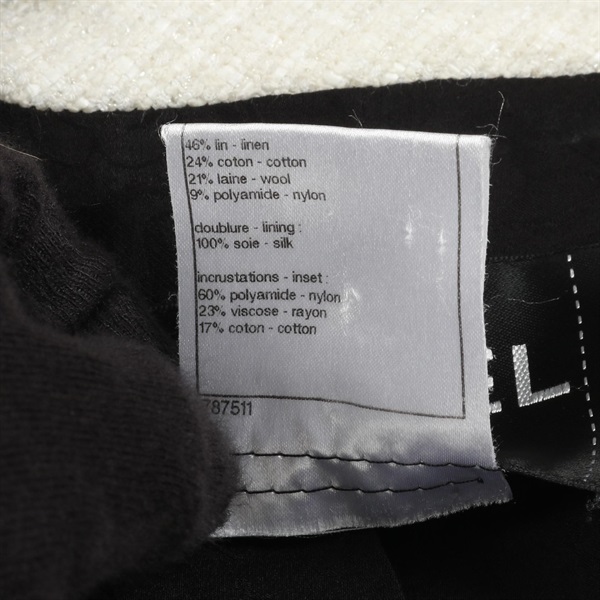 46% lin - linen
24% coton - cotton
21% laine - wool
9% polyamide - nylon
doublure - lining :
100% soie - silk
incrustations - inset :
60% polyamide - nylon
23% viscose - rayon
17% coton - cotton
787511
EL